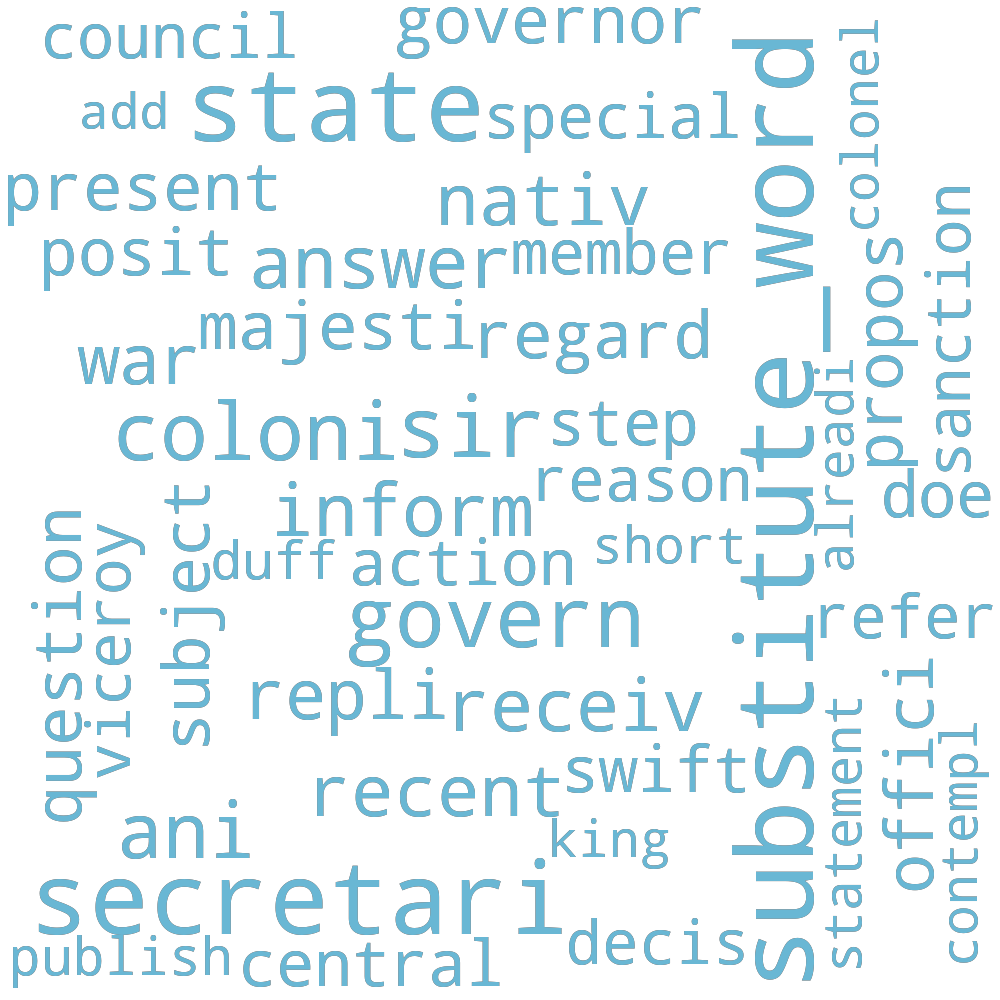 council
governor
add
state
special
present
nativ
posit
answer
member
majesti
regard
war
coloni
sir
step
reason
inform
duff
action
short
govern
repli
receiv
swift
recent
ani
king
secretari
publish
central
decis
question
viceroy
subject
substitute_word
colonel
propos
sanction
alreadi
doe
refer
statement
offici
contempl